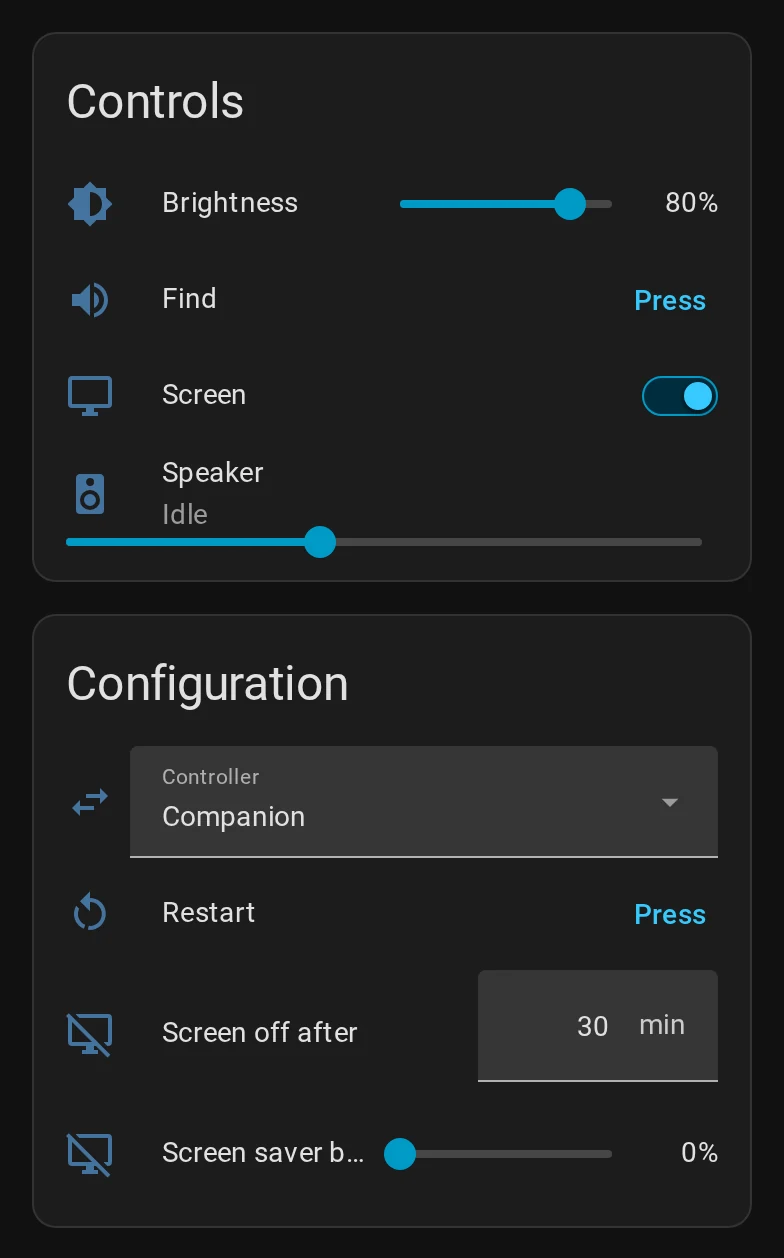 Controls
Brightness 80%
Find Press
Screen
Speaker
Idle
Configuration
Controller
Companion
Restart Press
Screen off after 30 min
Screen saver b... 0%